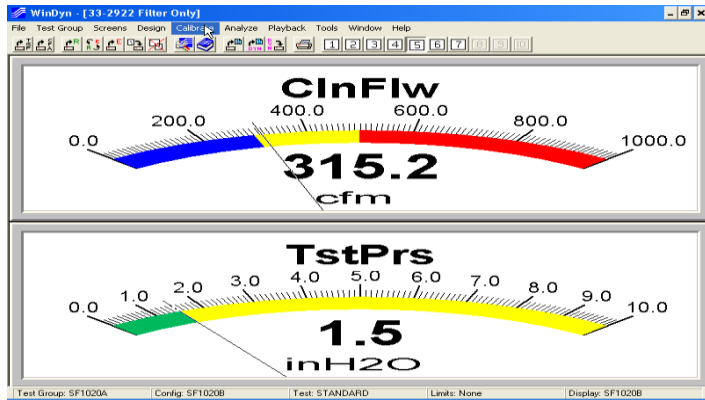 WinDyn - [33-2922 Filter Only]
File Test Group Screens Design Calibrate Analyze Playback Tools Window Help
1 2 3 4 5 6 7 8 9 10
ClnFlw
0.0 200.0 400.0 600.0 800.0 1000.0
315.2
cfm
TstPrs
0.0 1.0 2.0 3.0 4.0 5.0 6.0 7.0 8.0 9.0 10.0
1.5
inH2O
Test Group: SF1020A Config: SF1020B Test: STANDARD Limits: None Display: SF1020B